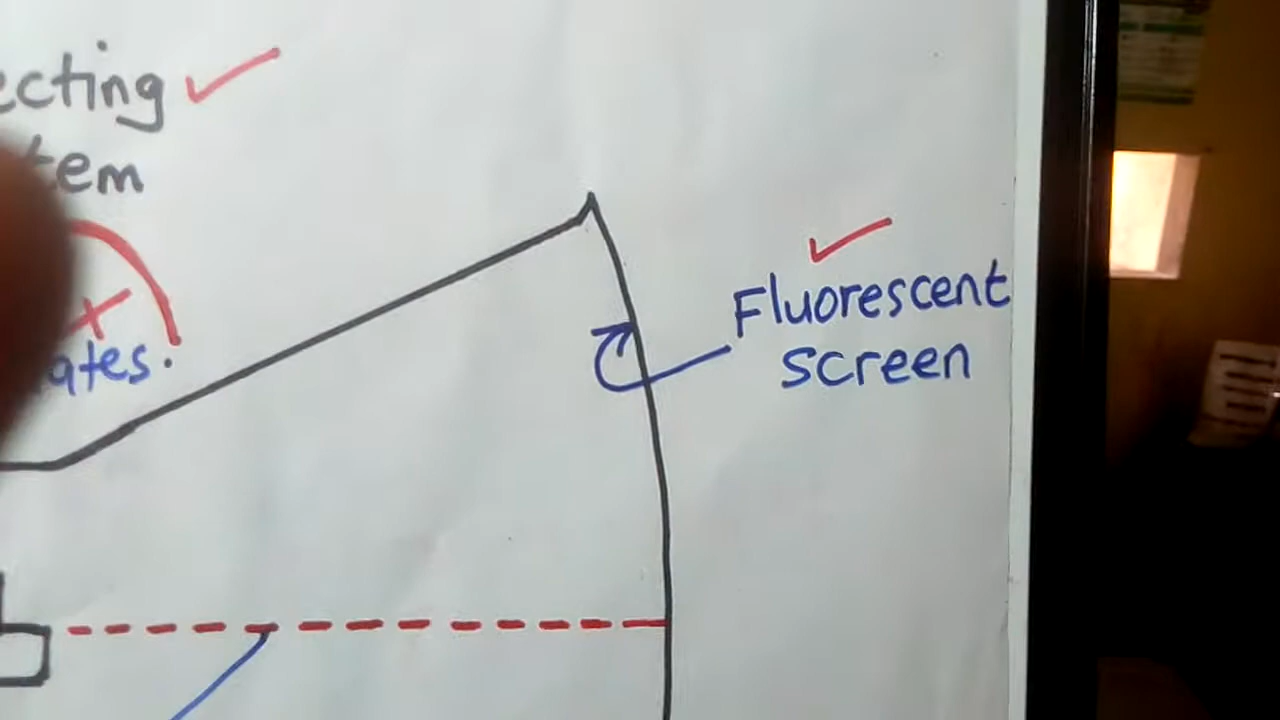 ecting
tem
ates.
Fluorescent
screen